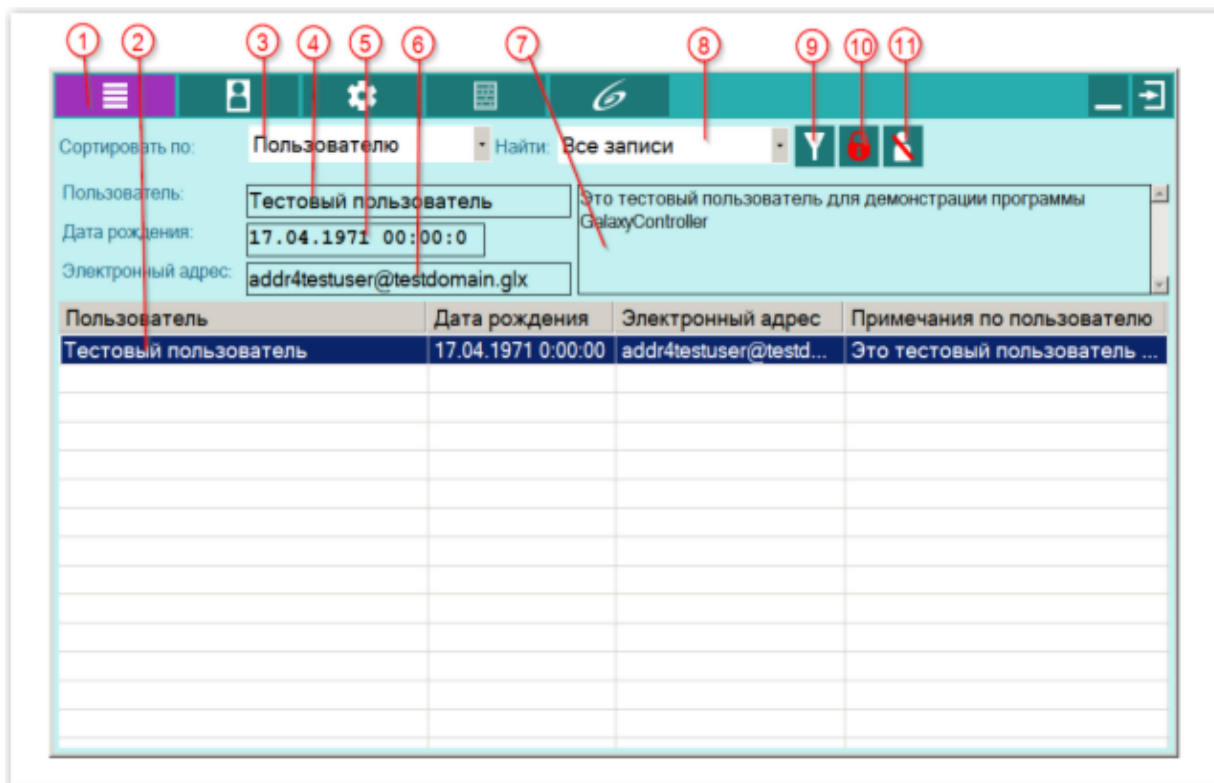 1 2 3 4 5 6 7 8 9 10 11
Сортировать по: Пользователю Найти: Все записи
Пользователь: Тестовый пользователь
Дата рождения: 17.04.1971 00:00:0
Электронный адрес: addr4testuser@testdomain.glx
Это тестовый пользователь для демонстрации программы
GalaxyController
Пользователь Дата рождения Электронный адрес Примечания по пользователю
Тестовый пользователь 17.04.1971 0:00:00 addr4testuser@testd... Это тестовый пользователь ...